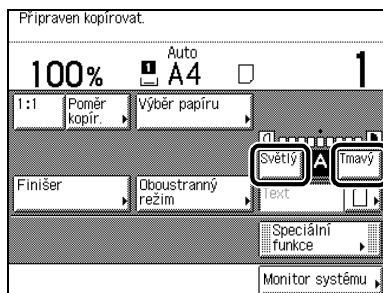 Připraven kopírovat.
Auto
100% 1 A4 1
1:1 Poměr kopír. Výběr papíru
Světlý A Tmavý
Finišer Oboustranný režim Text
Speciální funkce
Monitor systému